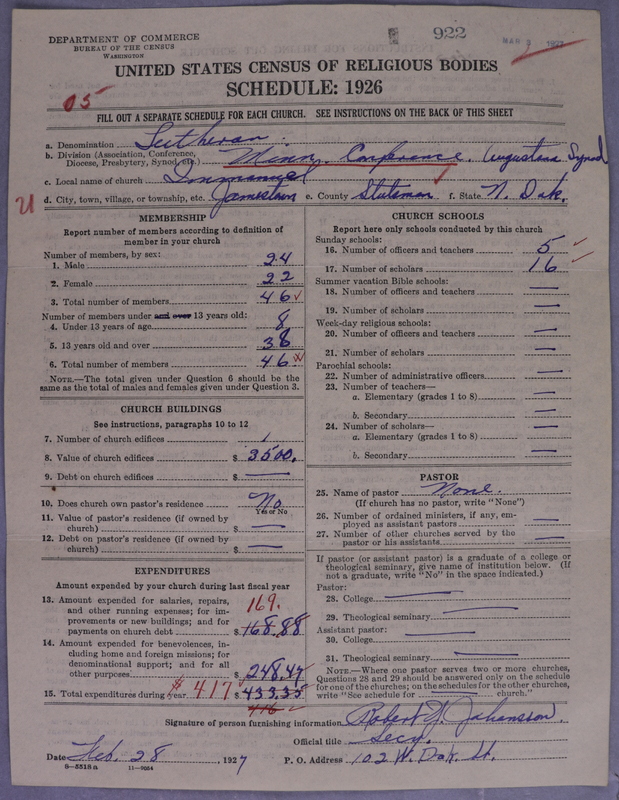 DEPARTMENT OF COMMERCE
BUREAU OF THE CENSUS
WASHINGTON
922
MAR 5 1927
UNITED STATES CENSUS OF RELIGIOUS BODIES
SCHEDULE: 1926
05
FILL OUT A SEPARATE SCHEDULE FOR EACH CHURCH. SEE INSTRUCTIONS ON THE BACK OF THIS SHEET
a. Denomination Lutheran
b. Division (Association, Conference, Diocese, Presbytery, Synod, etc.) Minn. Conference. Augustana Synod
c. Local name of church Immanuel
d. City, town, village, or township, etc. Jamestown e. County Stutsman f. State N. Dak.
MEMBERSHIP
Report number of members according to definition of
member in your church
Number of members, by sex:
1. Male 24
2. Female 22
3. Total number of members 46
Number of members under and over 13 years old:
4. Under 13 years of age 8
5. 13 years old and over 38
6. Total number of members 46
NOTE.—The total given under Question 6 should be the
same as the total of males and females given under Question 3.
CHURCH BUILDINGS
See instructions, paragraphs 10 to 12
7. Number of church edifices 1
8. Value of church edifices $ 3500.
9. Debt on church edifices $ —
10. Does church own pastor's residence No
Yes or No
11. Value of pastor's residence (if owned by
church) $ —
12. Debt on pastor's residence (if owned by
church) $ —
EXPENDITURES
Amount expended by your church during last fiscal year
13. Amount expended for salaries, repairs,
and other running expenses; for im-
provements or new buildings; and for
payments on church debt $ 168.88
169.
14. Amount expended for benevolences, in-
cluding home and foreign missions; for
denominational support; and for all
other purposes $ 248.47
15. Total expenditures during year $ 417 $ 433.35
416
CHURCH SCHOOLS
Report here only schools conducted by this church
Sunday schools:
16. Number of officers and teachers 5
17. Number of scholars 16
Summer vacation Bible schools:
18. Number of officers and teachers —
19. Number of scholars —
Week-day religious schools:
20. Number of officers and teachers —
21. Number of scholars —
Parochial schools:
22. Number of administrative officers —
23. Number of teachers—
a. Elementary (grades 1 to 8) —
b. Secondary —
24. Number of scholars—
a. Elementary (grades 1 to 8) —
b. Secondary —
PASTOR
25. Name of pastor None.
(If church has no pastor, write "None")
26. Number of ordained ministers, if any, em-
ployed as assistant pastors —
27. Number of other churches served by the
pastor or his assistants —
If pastor (or assistant pastor) is a graduate of a college or
theological seminary, give name of institution below. (If
not a graduate, write "No" in the space indicated.)
Pastor:
28. College —
29. Theological seminary —
Assistant pastor:
30. College —
31. Theological seminary —
NOTE.—Where one pastor serves two or more churches,
Questions 28 and 29 should be answered only on the schedule
for one of the churches; on the schedules for the other churches,
write "See schedule for — church."
Signature of person furnishing information Robert J. Johansson.
Official title Secy.
Date Feb. 28, 1927 P. O. Address 102 W. Dak. St.
8-5518a 11-9054